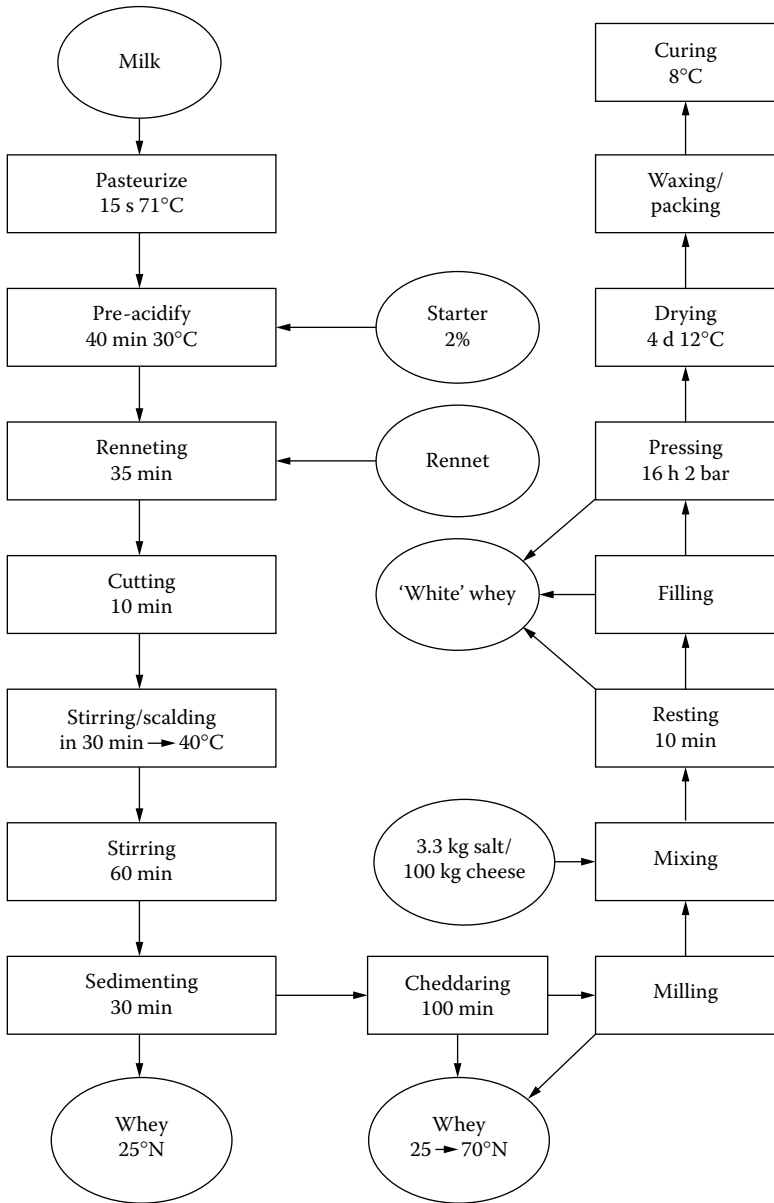 Milk
Pasteurize
15 s 71°C
Pre-acidify
40 min 30°C
Starter
2%
Renneting
35 min
Rennet
Cutting
10 min
Stirring/scalding
in 30 min → 40°C
Stirring
60 min
Sedimenting
30 min
Whey
25°N
Cheddaring
100 min
Whey
25 → 70°N
Milling
3.3 kg salt/
100 kg cheese
Mixing
Resting
10 min
'White' whey
Filling
Pressing
16 h 2 bar
Drying
4 d 12°C
Waxing/
packing
Curing
8°C